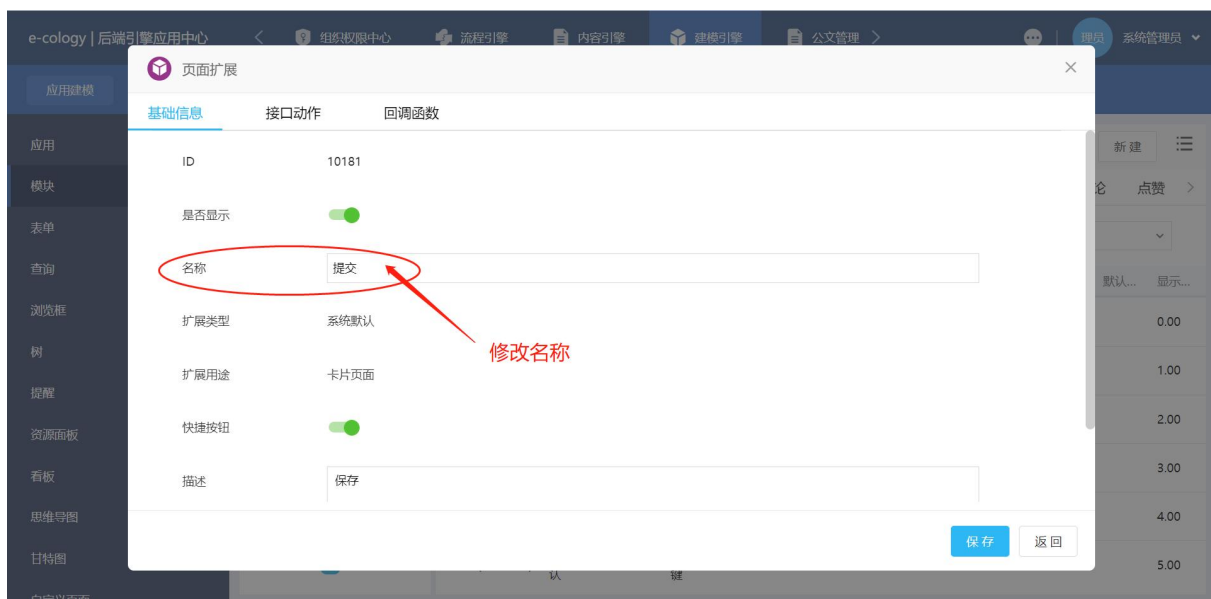 e-cology | 后端引擎应用中心 组织权限中心 流程引擎 内容引擎 建模引擎 公文管理 理员 系统管理员
页面扩展
应用建模
基础信息 接口动作 回调函数
应用 新建
ID 10181
模块 点赞
是否显示
表单
名称 提交
查询
默认... 显示...
浏览框
扩展类型 系统默认 0.00
修改名称
树
扩展用途 卡片页面 1.00
提醒
快捷按钮 2.00
资源面板
看板 3.00
描述 保存
思维导图 4.00
保存 返回
甘特图 5.00
认 键